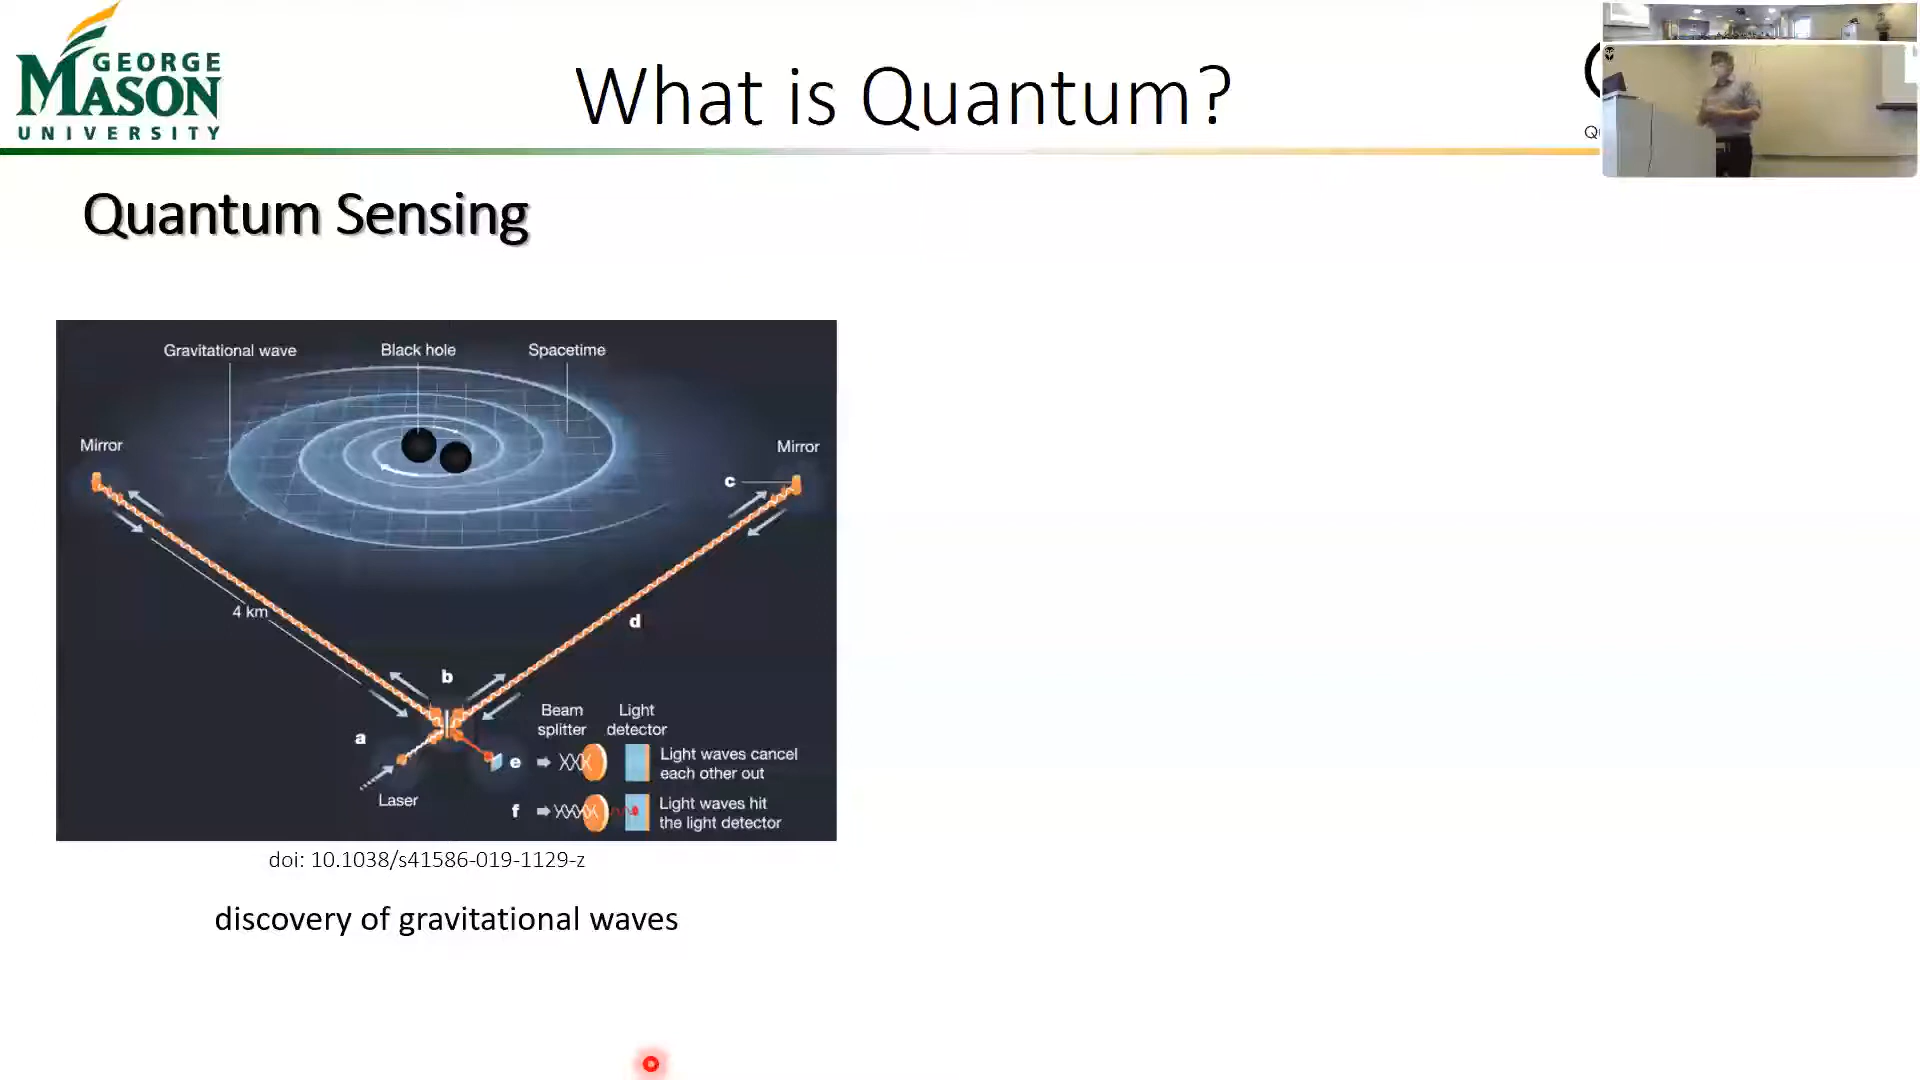 GEORGE
MASON
UNIVERSITY
What is Quantum?
Quantum Sensing
Gravitational wave
Black hole
Spacetime
Mirror
Mirror
c
4 km
d
b
a
Laser
Beam
splitter
Light
detector
e
Light waves cancel
each other out
f
Light waves hit
the light detector
doi: 10.1038/s41586-019-1129-z
discovery of gravitational waves